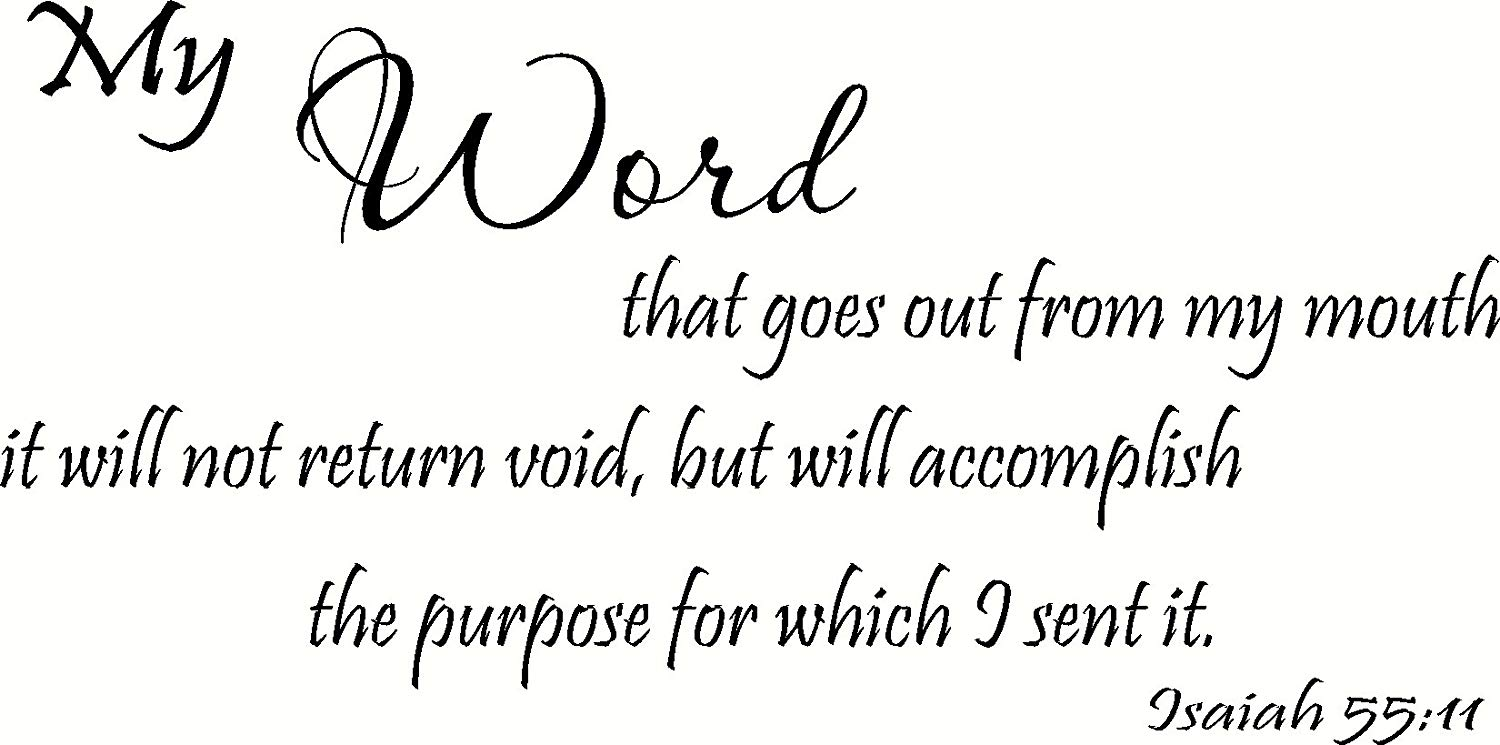 My Word
that goes out from my mouth
it will not return void, but will accomplish
the purpose for which I sent it.
Isaiah 55:11